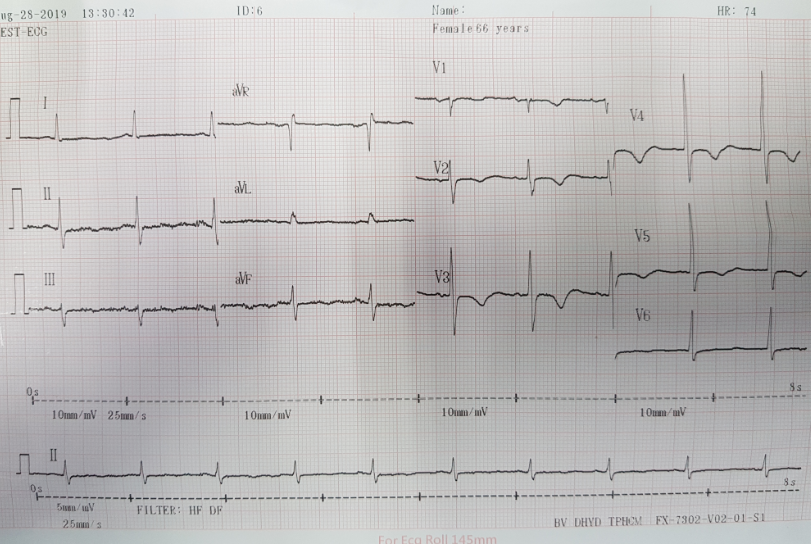 ug-28-2019 13:30:42 ID:6 Name: HR: 74
EST-ECG Female 66 years
I aVR V1 V4
II aVL V2
V5
III aVF V3
V6
0s 8s
10mm/mV 25mm/s 10mm/mV 10mm/mV 10mm/mV
II
0s 8s
5mm/mV FILTER: HF DF
25mm/s BV DHYD TPHCM FX-7302-V02-01-S1
For Ecg Roll 145mm